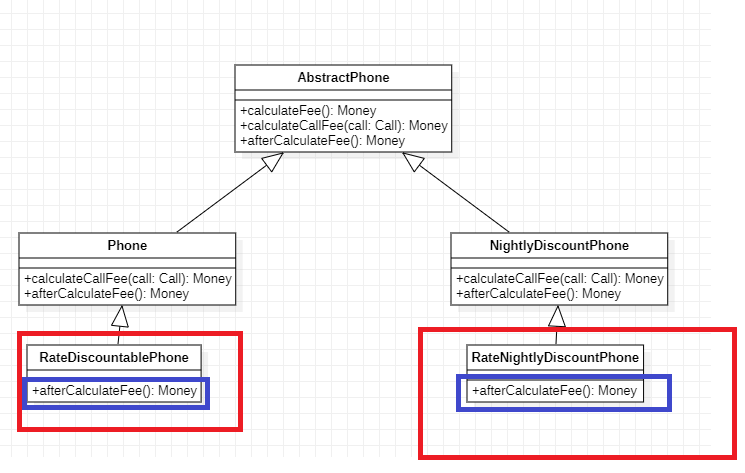 AbstractPhone
+calculateFee(): Money
+calculateCallFee(call: Call): Money
+afterCalculateFee(): Money
Phone
+calculateCallFee(call: Call): Money
+afterCalculateFee(): Money
NightlyDiscountPhone
+calculateCallFee(call: Call): Money
+afterCalculateFee(): Money
RateDiscountablePhone
+afterCalculateFee(): Money
RateNightlyDiscountPhone
+afterCalculateFee(): Money